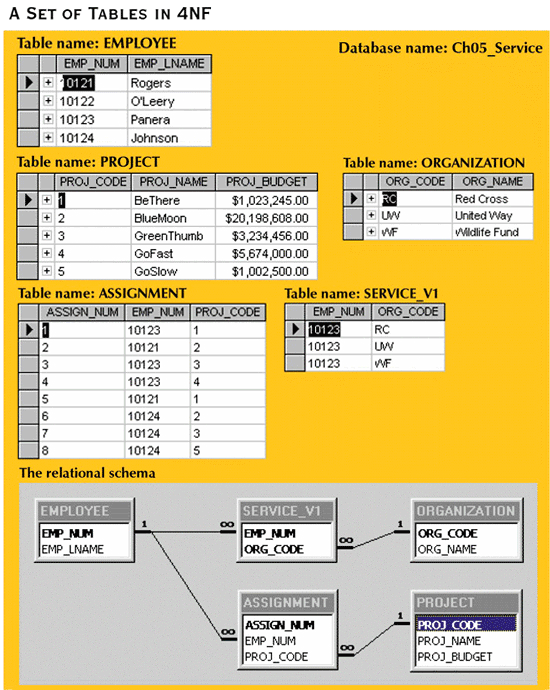 A SET OF TABLES IN 4NF
Table name: EMPLOYEE
Database name: Ch05_Service
EMP_NUM EMP_LNAME
10121 Rogers
10122 O'Leery
10123 Panera
10124 Johnson
Table name: PROJECT
PROJ_CODE PROJ_NAME PROJ_BUDGET
1 BeThere $1,023,245.00
2 BlueMoon $20,198,608.00
3 GreenThumb $3,234,456.00
4 GoFast $5,674,000.00
5 GoSlow $1,002,500.00
Table name: ORGANIZATION
ORG_CODE ORG_NAME
RC Red Cross
UW United Way
WF Wildlife Fund
Table name: ASSIGNMENT
ASSIGN_NUM EMP_NUM PROJ_CODE
1 10123 1
2 10121 2
3 10123 3
4 10123 4
5 10121 1
6 10124 2
7 10124 3
8 10124 5
Table name: SERVICE_V1
EMP_NUM ORG_CODE
10123 RC
10123 UW
10123 WF
The relational schema
EMPLOYEE
EMP_NUM
EMP_LNAME
1 ∞
SERVICE_V1
EMP_NUM
ORG_CODE
∞ 1
ORGANIZATION
ORG_CODE
ORG_NAME
∞
ASSIGNMENT
ASSIGN_NUM
EMP_NUM
PROJ_CODE
∞ 1
PROJECT
PROJ_CODE
PROJ_NAME
PROJ_BUDGET